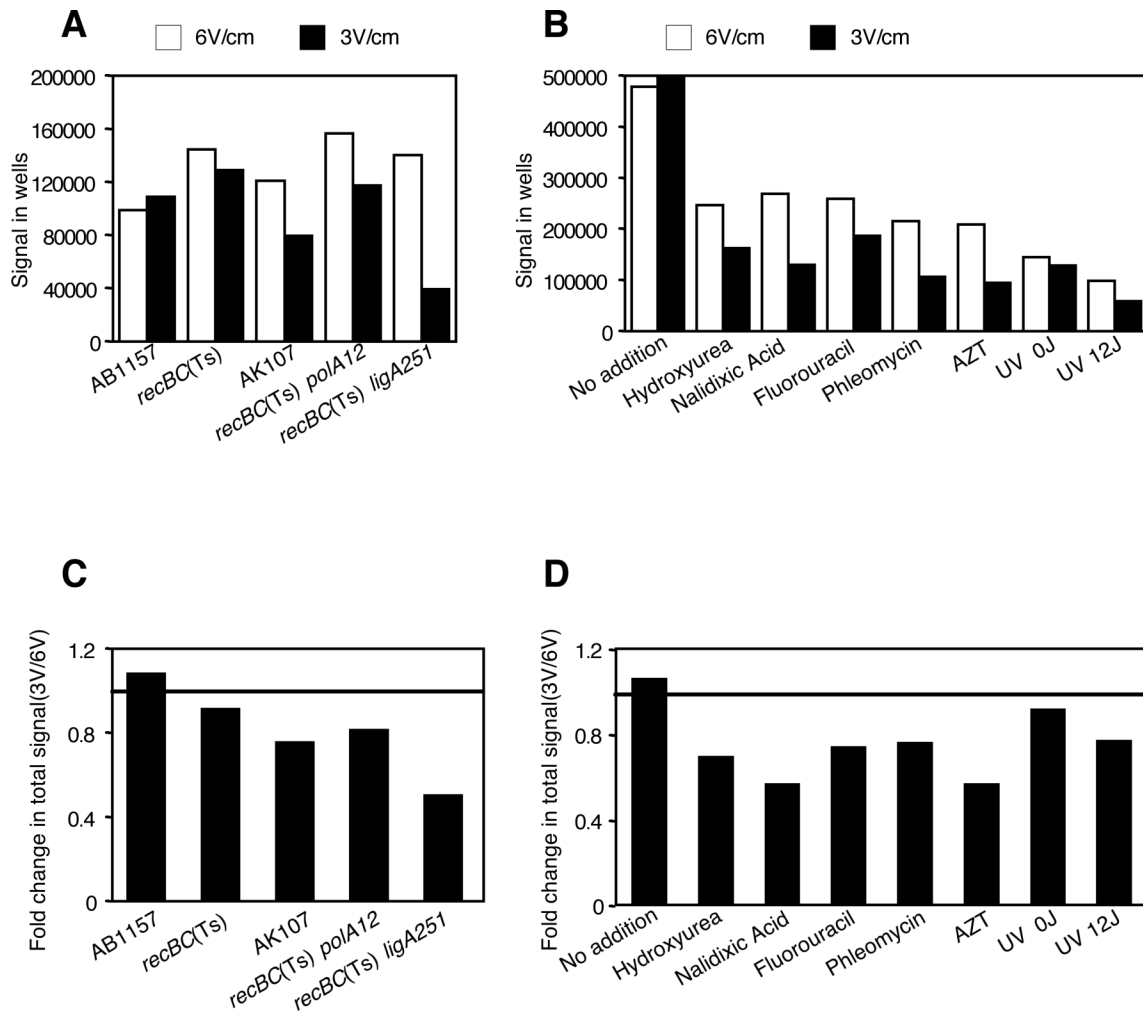 A
6V/cm 3V/cm
Signal in wells
200000
160000
120000
80000
40000
0
AB1157
recBC(Ts)
AK107
recBC(Ts) polA12
recBC(Ts) ligA251
B
6V/cm 3V/cm
Signal in wells
500000
400000
300000
200000
100000
0
No addition
Hydroxyurea
Nalidixic Acid
Fluorouracil
Phleomycin
AZT
UV 0J
UV 12J
C
Fold change in total signal(3V/6V)
1.2
0.8
0.4
0
AB1157
recBC(Ts)
AK107
recBC(Ts) polA12
recBC(Ts) ligA251
D
Fold change in total signal(3V/6V)
1.2
0.8
0.4
0
No addition
Hydroxyurea
Nalidixic Acid
Fluorouracil
Phleomycin
AZT
UV 0J
UV 12J